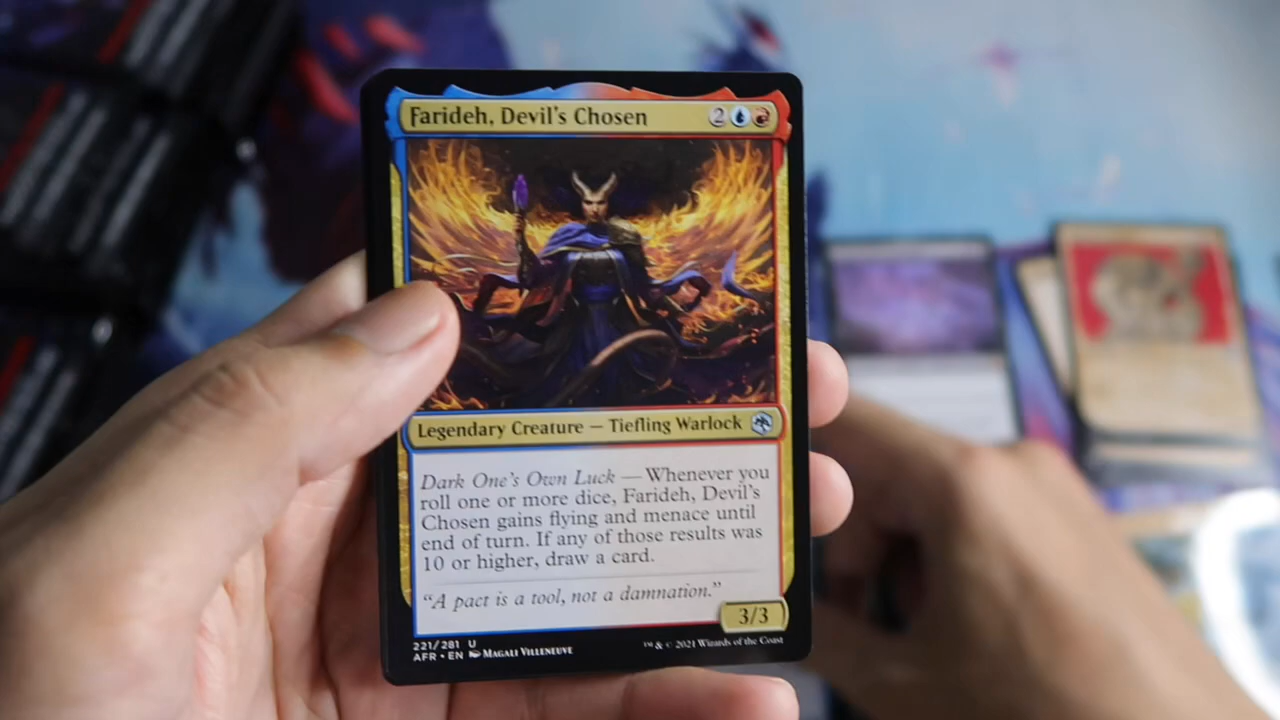 Farideh, Devil's Chosen 2
Legendary Creature — Tiefling Warlock
Dark One's Own Luck — Whenever you
roll one or more dice, Farideh, Devil's
Chosen gains flying and menace until
end of turn. If any of those results was
10 or higher, draw a card.
"A pact is a tool, not a damnation."
3/3
221/281 U
AFR • EN MAGALI VILLENEUVE
™ & © 2021 Wizards of the Coast